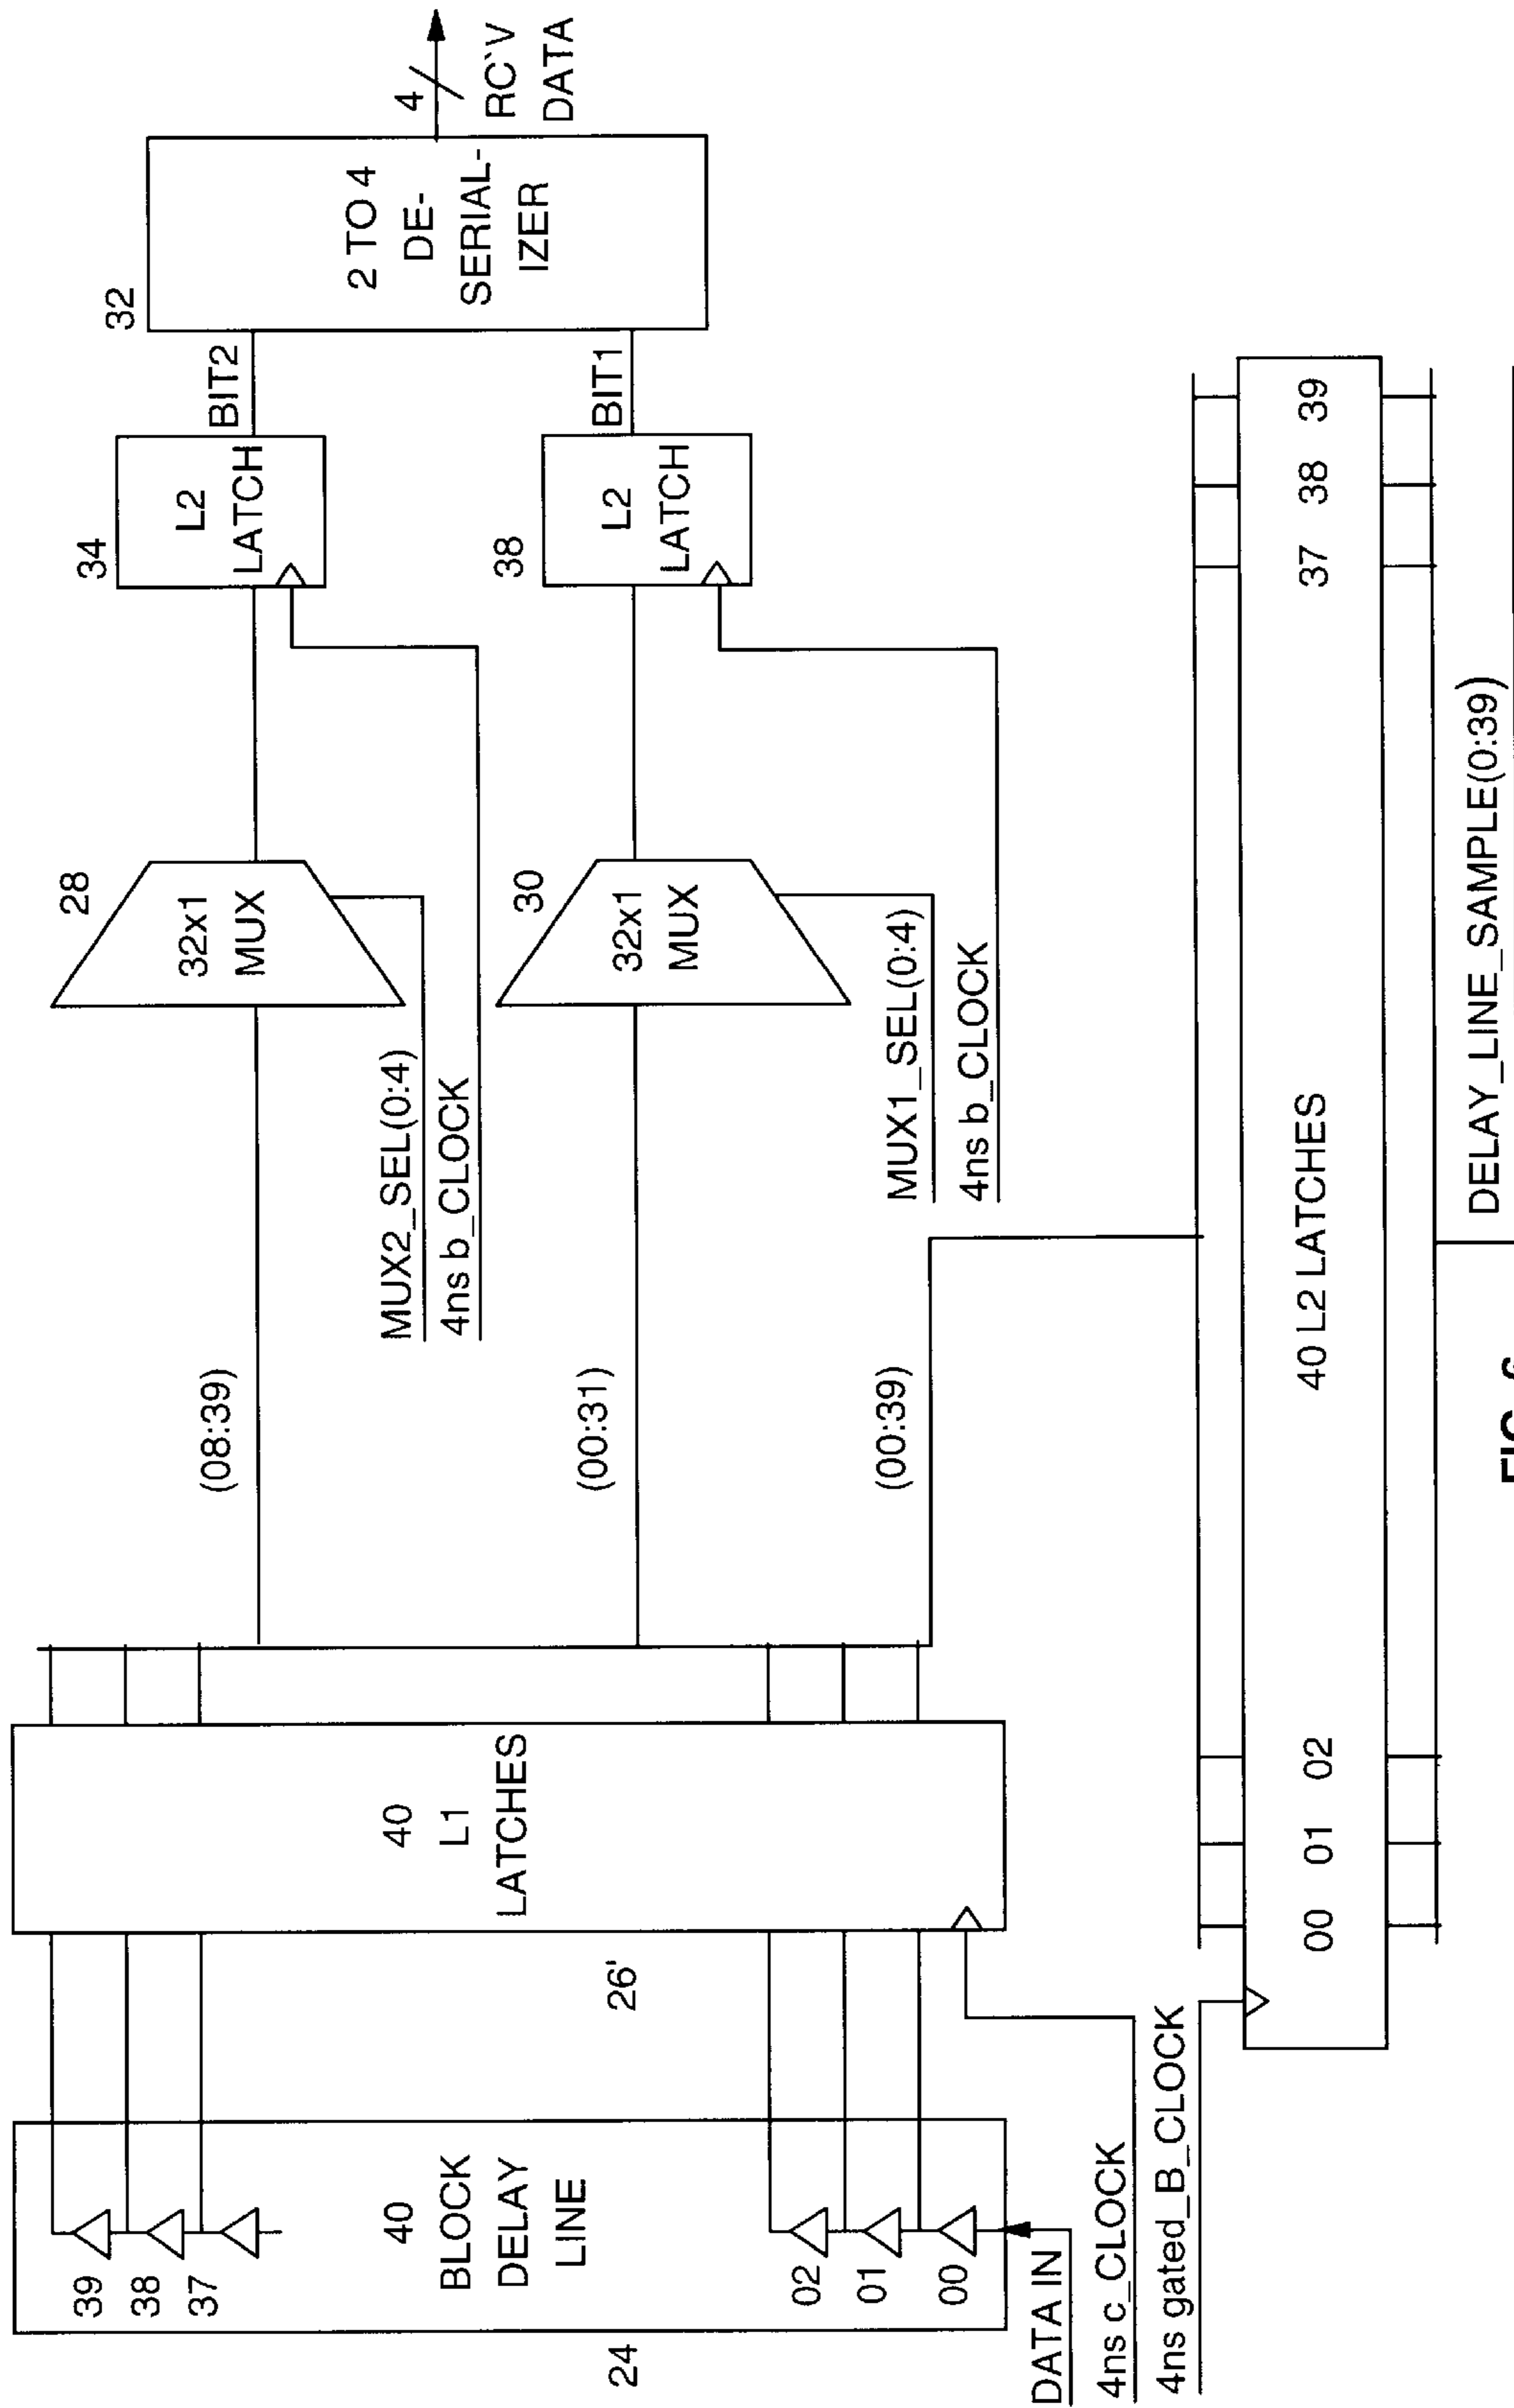 39
38
37
40
BLOCK
DELAY
LINE
02
01
00
24
DATA IN
4ns c_CLOCK
4ns gated_B_CLOCK
26'
40
L1
LATCHES
(08:39)
(00:31)
(00:39)
MUX2_SEL(0:4)
4ns b_CLOCK
28
32x1
MUX
MUX1_SEL(0:4)
4ns b_CLOCK
30
32x1
MUX
34
L2
LATCH
BIT2
38
L2
LATCH
BIT1
32
2 TO 4
DE-
SERIAL-
IZER
4
RC`V
DATA
00 01 02
40 L2 LATCHES
37 38 39
DELAY_LINE_SAMPLE(0:39)